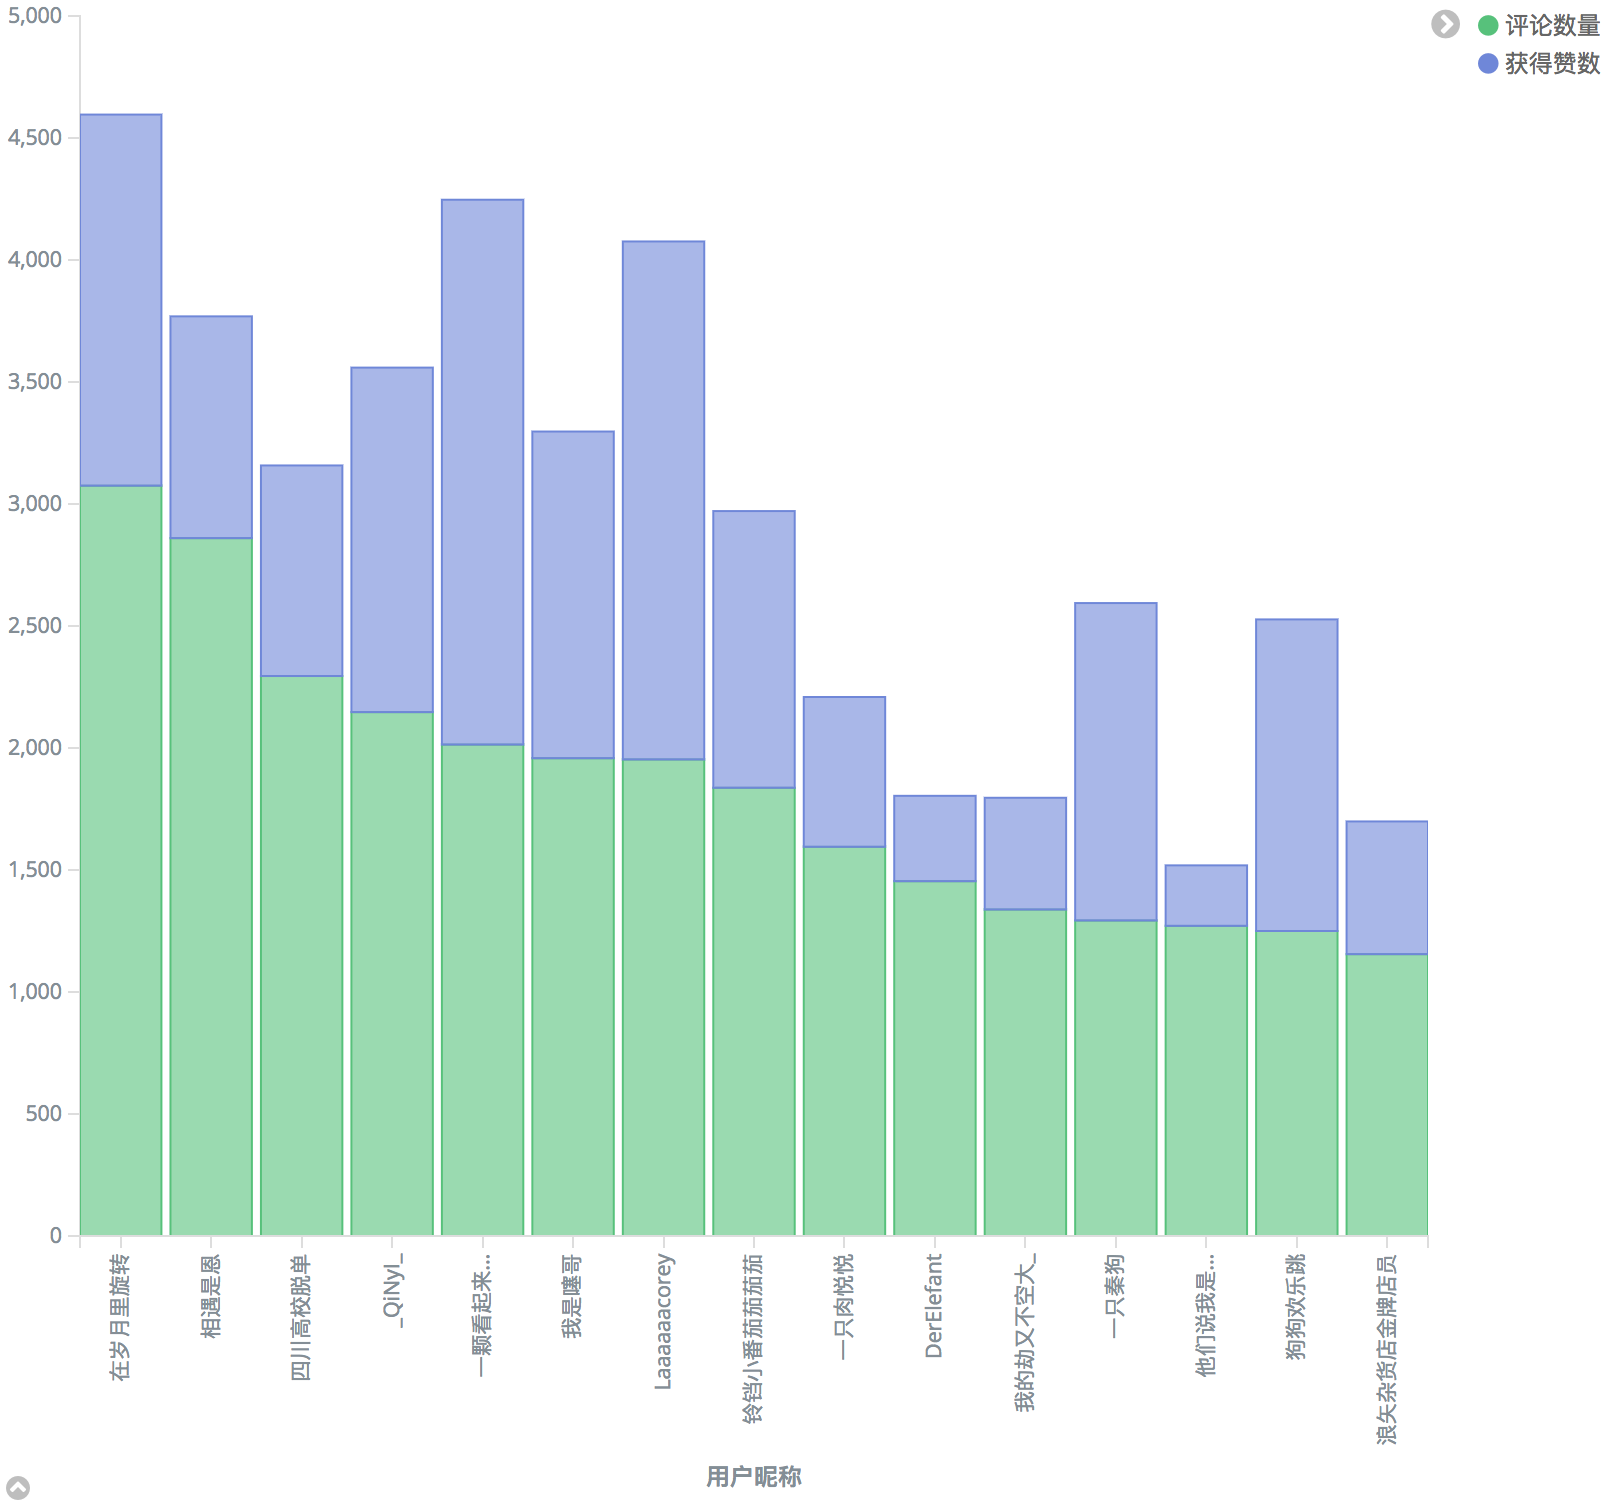 评论数量
获得赞数
5,000
4,500
4,000
3,500
3,000
2,500
2,000
1,500
1,000
500
0
在岁月里旋转
相遇是恩
四川高校脱单
_QiNyl_
一颗看起来...
我是噻哥
Laaaaaaacorey
铃铛小番茄茄茄茄
一只肉悦悦
DerElefant
我的劫又不空大_
一只秦狗
他们说我是...
狗狗欢乐跳
浪矢杂货店金牌店员
用户昵称